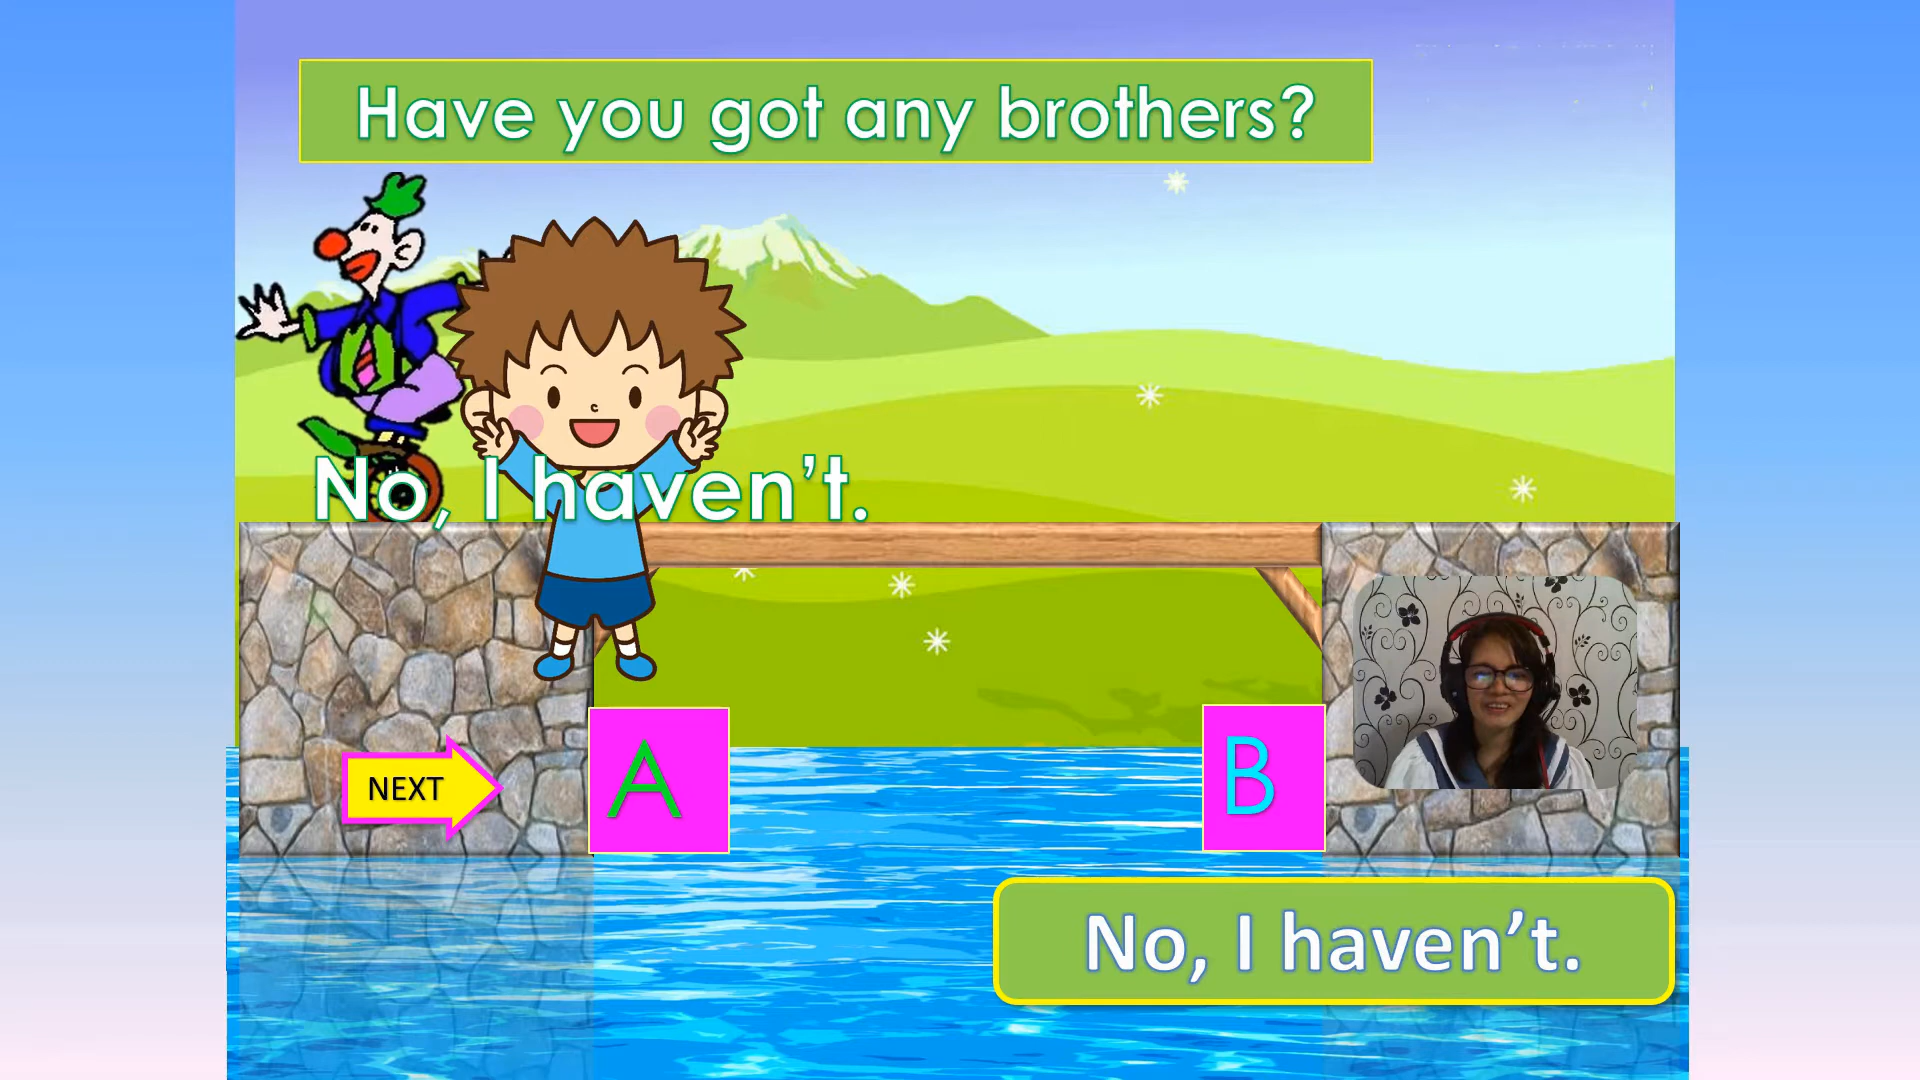 Have you got any brothers?
No, I haven't.
NEXT
A
B
No, I haven't.